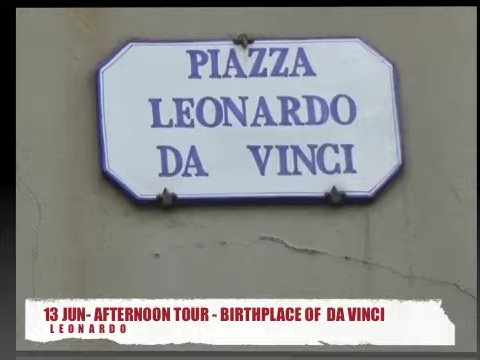 PIAZZA
LEONARDO
DA VINCI
13 JUN- AFTERNOON TOUR - BIRTHPLACE OF DA VINCI
LEONARDO